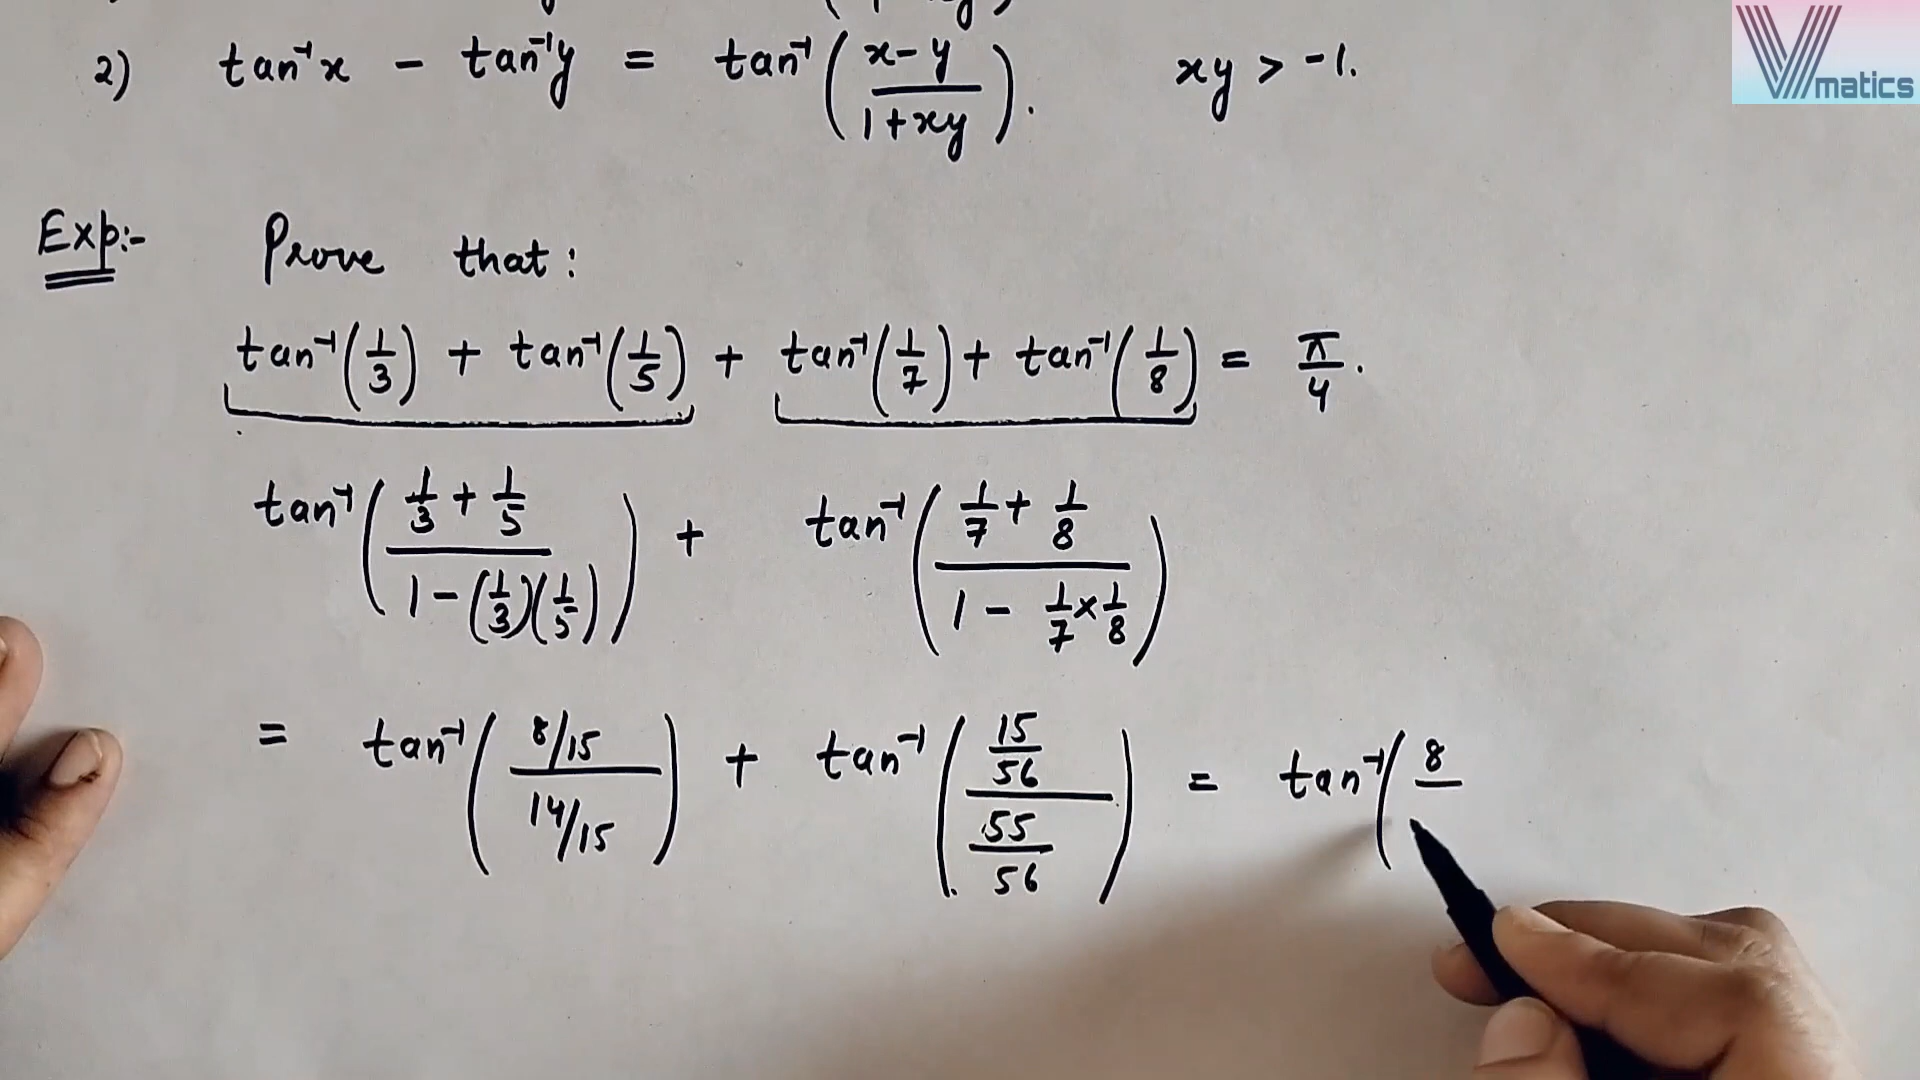 2) tan⁻¹x - tan⁻¹y = tan⁻¹((x-y)/(1+xy)). xy > -1.
Vmatics
Exp:- Prove that:
tan⁻¹(1/3) + tan⁻¹(1/5) + tan⁻¹(1/7) + tan⁻¹(1/8) = π/4.
tan⁻¹((1/3 + 1/5)/(1-(1/3)(1/5))) + tan⁻¹((1/7 + 1/8)/(1 - 1/7×1/8))
= tan⁻¹((8/15)/(14/15)) + tan⁻¹((15/56)/(55/56)) = tan⁻¹(8/